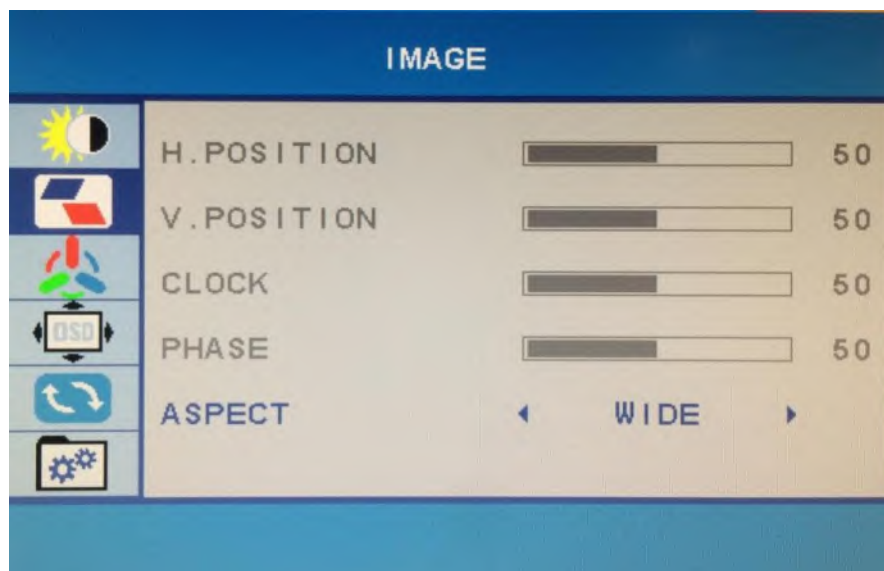 IMAGE
H.POSITION 50
V.POSITION 50
CLOCK 50
PHASE 50
OSD
ASPECT WIDE